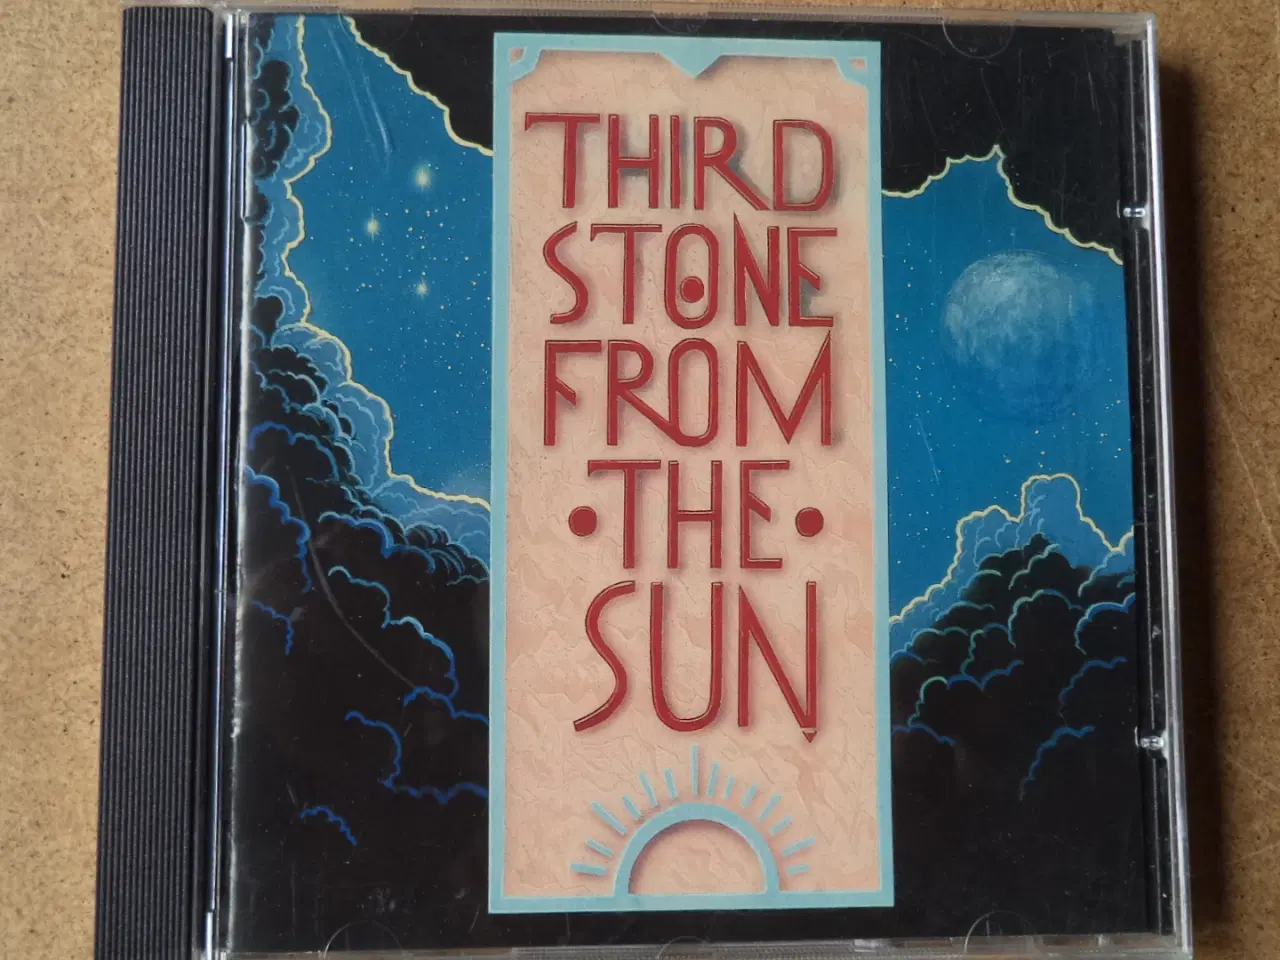 THIRD
STONE
FROM
• THE •
SUN